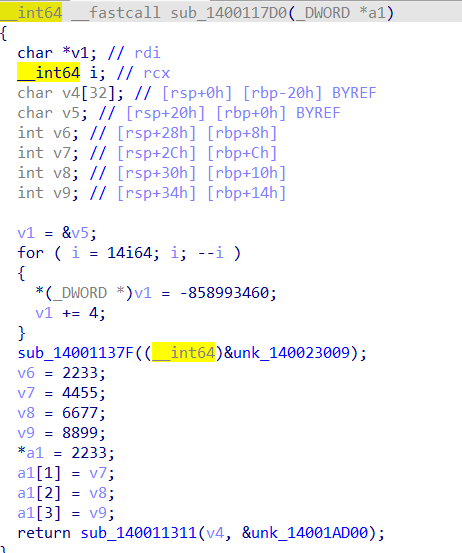 __int64 __fastcall sub_1400117D0(_DWORD *a1)
{
  char *v1; // rdi
  __int64 i; // rcx
  char v4[32]; // [rsp+0h] [rbp-20h] BYREF
  char v5; // [rsp+20h] [rbp+0h] BYREF
  int v6; // [rsp+28h] [rbp+8h]
  int v7; // [rsp+2Ch] [rbp+Ch]
  int v8; // [rsp+30h] [rbp+10h]
  int v9; // [rsp+34h] [rbp+14h]

  v1 = &v5;
  for ( i = 14i64; i; --i )
  {
    *(_DWORD *)v1 = -858993460;
    v1 += 4;
  }
  sub_14001137F((__int64)&unk_140023009);
  v6 = 2233;
  v7 = 4455;
  v8 = 6677;
  v9 = 8899;
  *a1 = 2233;
  a1[1] = v7;
  a1[2] = v8;
  a1[3] = v9;
  return sub_140011311(v4, &unk_14001AD00);
}